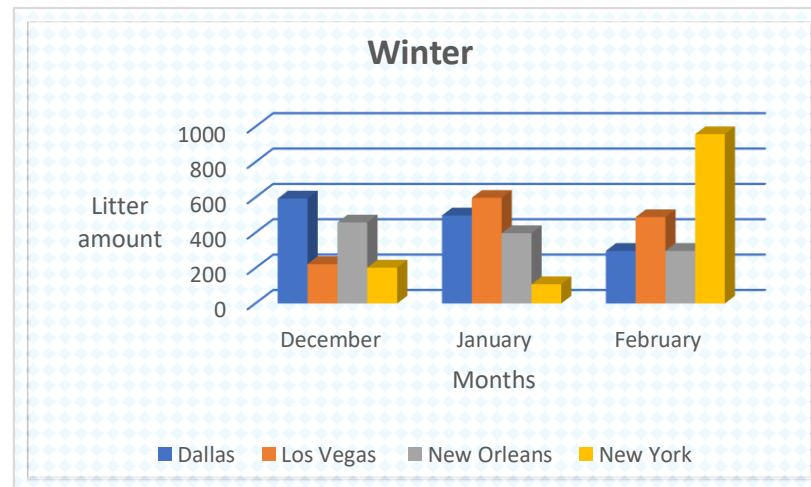 Winter
1000
800
600
400
200
0
Litter
amount
December January February
Months
Dallas Los Vegas New Orleans New York